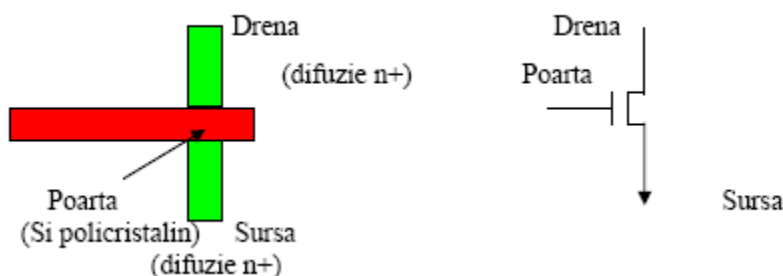 Drena
(difuzie n+)
Poarta
(Si policristalin)
Sursa
(difuzie n+)
Drena
Poarta
Sursa